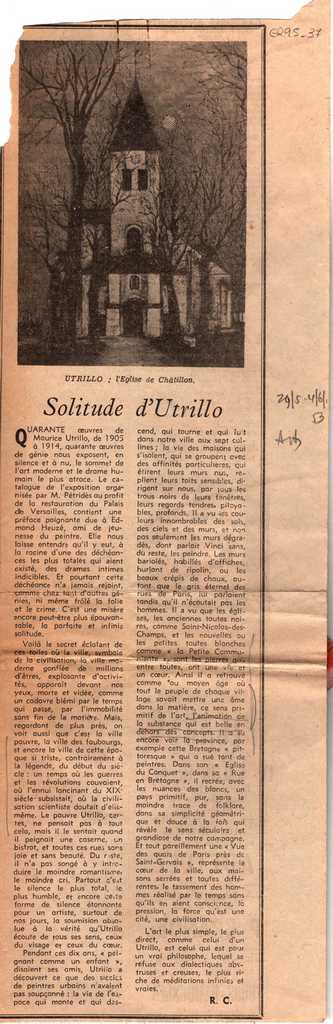 G295-37
UTRILLO : l'Eglise de Châtillon.
Solitude d'Utrillo
29/5 - 4/6/
53
Arts
QUARANTE œuvres de
Maurice Utrillo, de 1905
à 1914, quarante œuvres
de génie nous exposent, en
silence et à nu, le sommet de
l'art moderne et le drame hu-
main le plus atroce. Le ca-
talogue de l'exposition orga-
nisée par M. Pétridès au profit
de la restauration du Palais
de Versailles, contient une
préface poignante due à Ed-
mond Heuzé, ami de jeu-
nesse du peintre. Elle nous
laisse entendre qu'il y eut, à
la racine d'une des déchéan-
ces les plus totales qui aient
existé, des drames intimes
indicibles. Et pourtant cette
déchéance n'a jamais rejoint,
comme chez tant d'autres gé-
nies, ni même frôlé la folie
et le crime. C'est une misère
encore peut-être plus épouvan-
table, la parfaite et infinie
solitude.
Voilà le secret éclatant de
ces toiles où la ville, symbole
de la civilisation, la ville mo-
derne gonflée de millions
d'êtres, explosante d'activi-
tés, apparaît devant nos
yeux, morte et vidée, comme
un cadavre blêmi par le temps
qui passe, par l'immobilité
sans fin de la matière. Mais,
regardant de plus près, on
voit aussi que c'est la ville
pauvre, la ville des faubourgs,
et encore la ville de cette épo-
que si triste, contrairement à
la légende, du début du siè-
cle : un temps où les guerres
et les révolutions couvaient,
où l'ennui lancinant du XIXe
siècle subsistait, où la civili-
sation scientiste doutait d'elle-
même. Le pauvre Utrillo, cer-
tes, ne pensait pas à tout
cela, mais il le sentait quand
il peignait une caserne, un
bistrot, et toutes ces rues sans
joie et sans beauté. Du reste,
il n'a pas songé à y intro-
duire le moindre romantisme,
le moindre cri. Partout c'est
le silence le plus total, le
plus humble, et encore cette
forme de silence étonnante
pour un artiste, surtout de
nos jours, la soumission abso-
lue à la vérité qu'Utrillo
écoute de tous ses sens, ceux
du visage et ceux du cœur.
Pendant ces dix ans, « pei-
gnant comme un enfant »,
disaient ses amis, Utrillo a
découvert ce que des siècles
de peintres urbains n'avaient
pas soupçonné : la vie de l'es-
pace qui monte et qui des-
cend, qui tourne et qui fuit
dans notre ville aux sept col-
lines ; la vie des maisons qui
s'isolent, qui se groupent avec
des affinités particulières, qui
étirent leurs murs nus, rem-
plient leurs toits sensibles, di-
rigent sur nous, par tous les
trous noirs de leurs fenêtres,
leurs regards tendres pitoya-
bles, profonds. Il a vu les cou-
leurs innombrables des sols,
des ciels et des murs, et non
pas seulement les murs dégra-
dés, dont parlait Vinci sans,
du reste, les peindre. Les murs
bariolés, habillés d'affiches,
hurlant de ripolin, ou les
beaux crépis de chaux, au-
tant que le gris éternel des
rues de Paris, lui parlaient
tandis qu'il n'écoutait pas les
hommes. Il a vu que les égli-
ses, les anciennes toutes noi-
res, comme Saint-Nicolas-des-
Champs, et les nouvelles ou
les petites toutes blanches
comme « la Petite Commu-
niante », sont les pierres qui
entre toutes, ont une vie et
un cœur. Ainsi il a retrouvé
comme au moyen âge où
tout le peuple de chaque vil-
lage savait mettre une âme
dans la matière, ce sens pri-
mitif de l'art, l'animation de
la substance qui est belle en
dehors des concepts. Il a su
encore voir la province, par
exemple cette Bretagne « pit-
toresque » qui a tué tant de
peintres. Dans son « Eglise
du Conquet », dans sa « Rue
en Bretagne », il recrée, avec
les nuances des blancs, un
pays primitif, pur, sans la
moindre trace de folklore,
dans sa simplicité géométri-
que et douce à la fois qui
révèle le sens séculaire et
grandiose de notre campagne.
Et tout pareillement une « Vue
des quais de Paris près de
Saint-Gervais », représente le
cœur de la ville, aux mai-
sons serrées et toutes diffé-
rentes, le tassement des hom-
mes réalisé par le temps sans
qu'ils en aient conscience, la
pression, la force qu'est une
cité, une civilisation.
L'art le plus simple, le plus
direct, comme celui d'un
Utrillo, est celui qui est pour
un vrai philosophe, lequel se
refuse aux dialectiques abs-
truses et creuses, le plus ri-
che de méditations infinies et
vraies.
R. C.